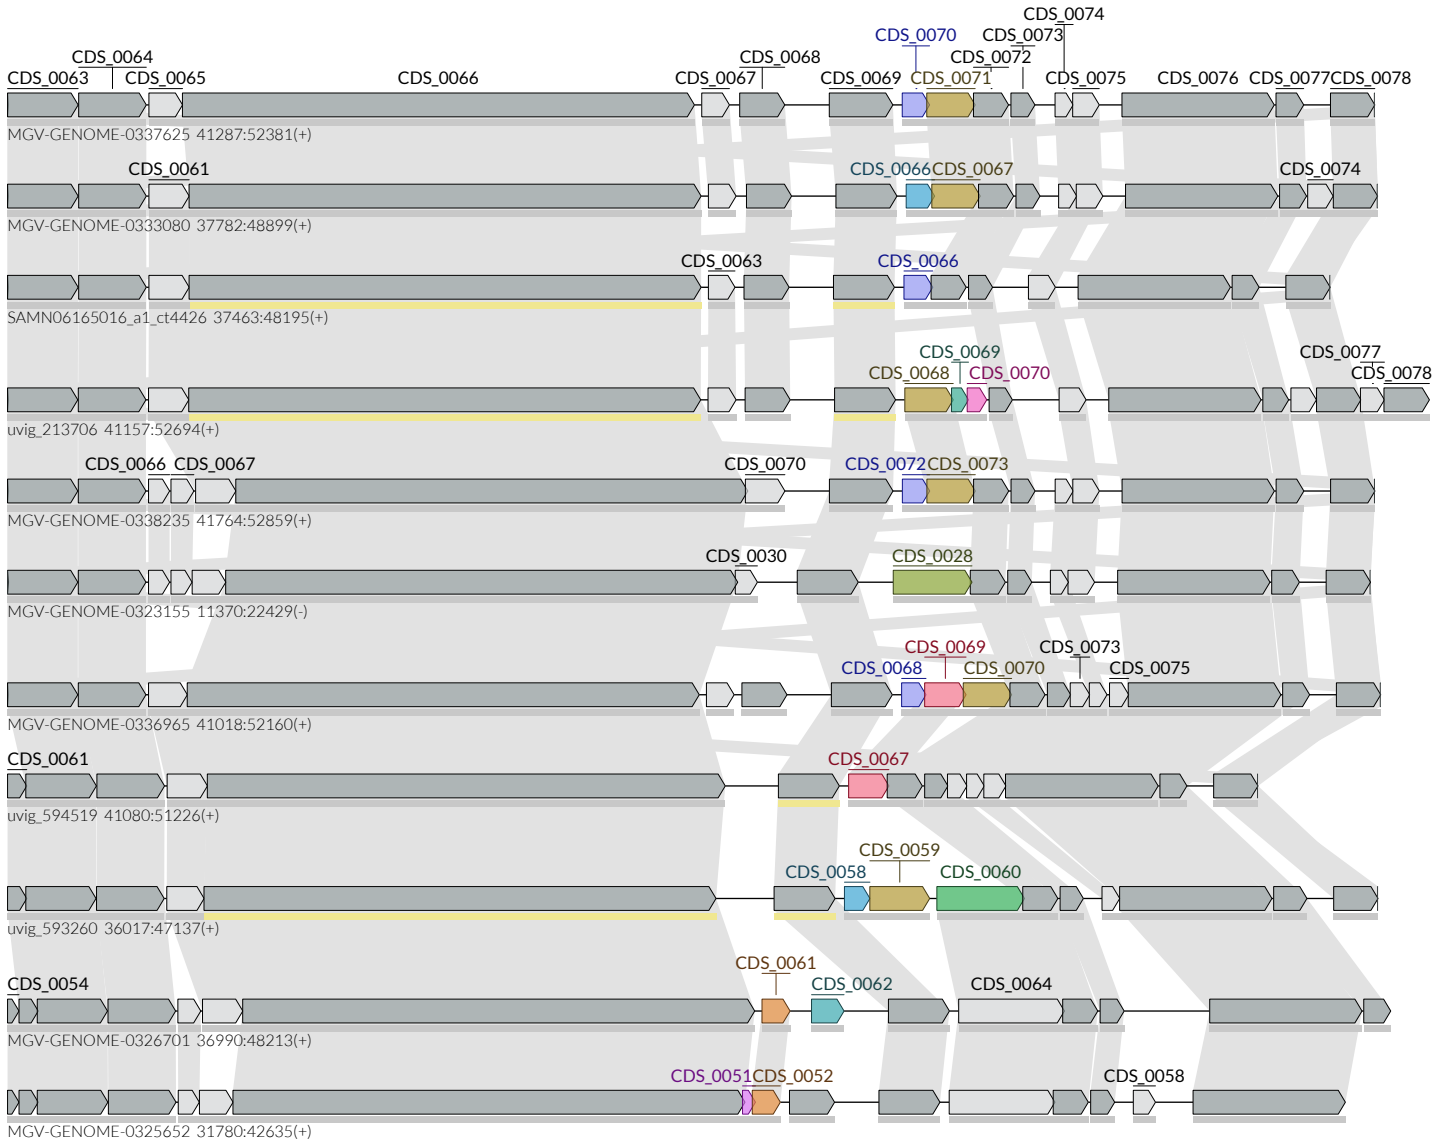 CDS_0074
CDS_0070 CDS_0073
CDS_0064 CDS_0068 CDS_0072
CDS_0063 CDS_0065 CDS_0066 CDS_0067 CDS_0069 CDS_0071 CDS_0075 CDS_0076 CDS_0077 CDS_0078
MGV-GENOME-0337625 41287:52381(+)
CDS_0061 CDS_0066 CDS_0067 CDS_0074
MGV-GENOME-0333080 37782:48899(+)
CDS_0063 CDS_0066
SAMN06165016_a1_ct4426 37463:48195(+)
CDS_0069 CDS_0077
CDS_0068 CDS_0070 CDS_0078
uvig_213706 41157:52694(+)
CDS_0066 CDS_0067 CDS_0070 CDS_0072 CDS_0073
MGV-GENOME-0338235 41764:52859(+)
CDS_0030 CDS_0028
MGV-GENOME-0323155 11370:22429(-)
CDS_0069 CDS_0073
CDS_0068 CDS_0070 CDS_0075
MGV-GENOME-0336965 41018:52160(+)
CDS_0061 CDS_0067
uvig_594519 41080:51226(+)
CDS_0059
CDS_0058 CDS_0060
uvig_593260 36017:47137(+)
CDS_0061
CDS_0054 CDS_0062 CDS_0064
MGV-GENOME-0326701 36990:48213(+)
CDS_0051 CDS_0052 CDS_0058
MGV-GENOME-0325652 31780:42635(+)